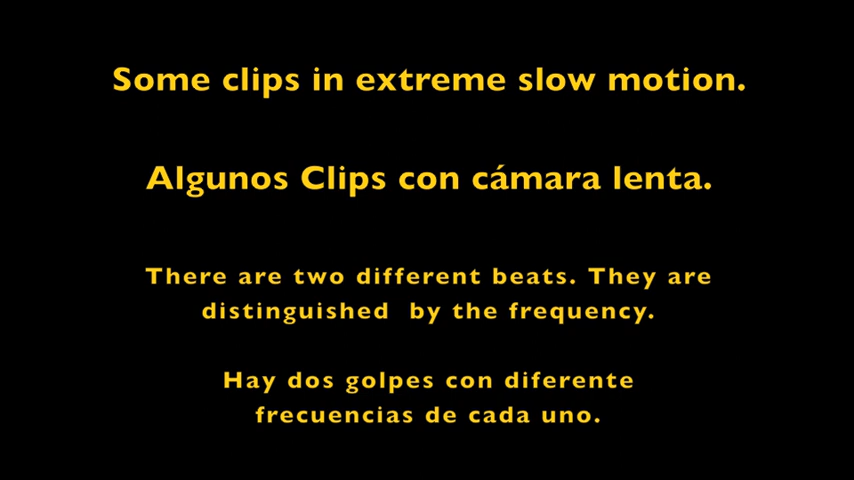 Some clips in extreme slow motion.
Algunos Clips con cámara lenta.
There are two different beats. They are
distinguished  by the frequency.
Hay dos golpes con diferente
frecuencias de cada uno.